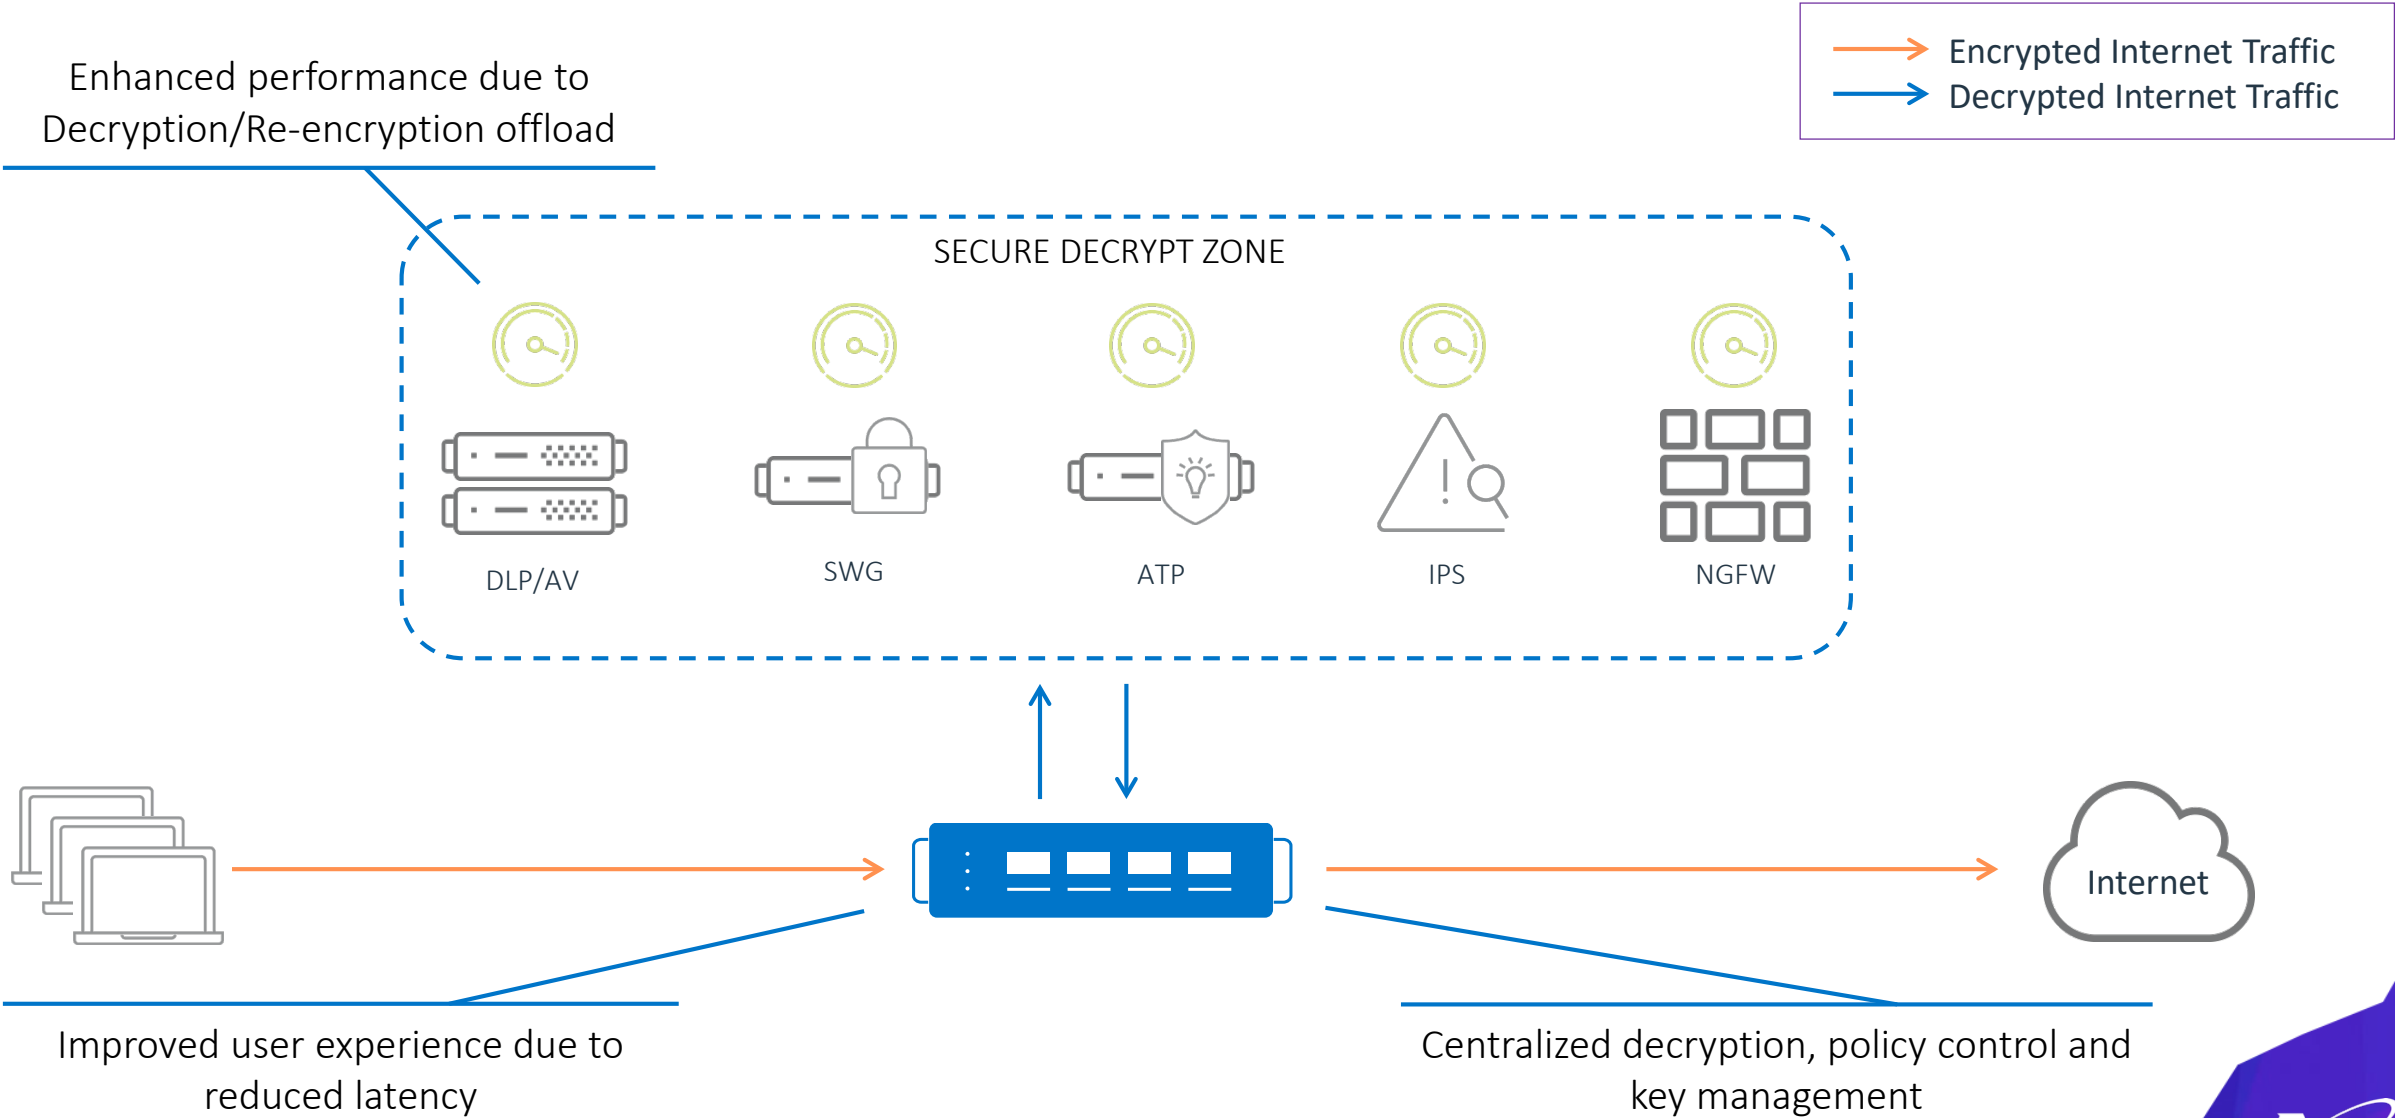 Enhanced performance due to
Decryption/Re-encryption offload
Encrypted Internet Traffic
Decrypted Internet Traffic
SECURE DECRYPT ZONE
DLP/AV
SWG
ATP
IPS
NGFW
Internet
Improved user experience due to
reduced latency
Centralized decryption, policy control and
key management